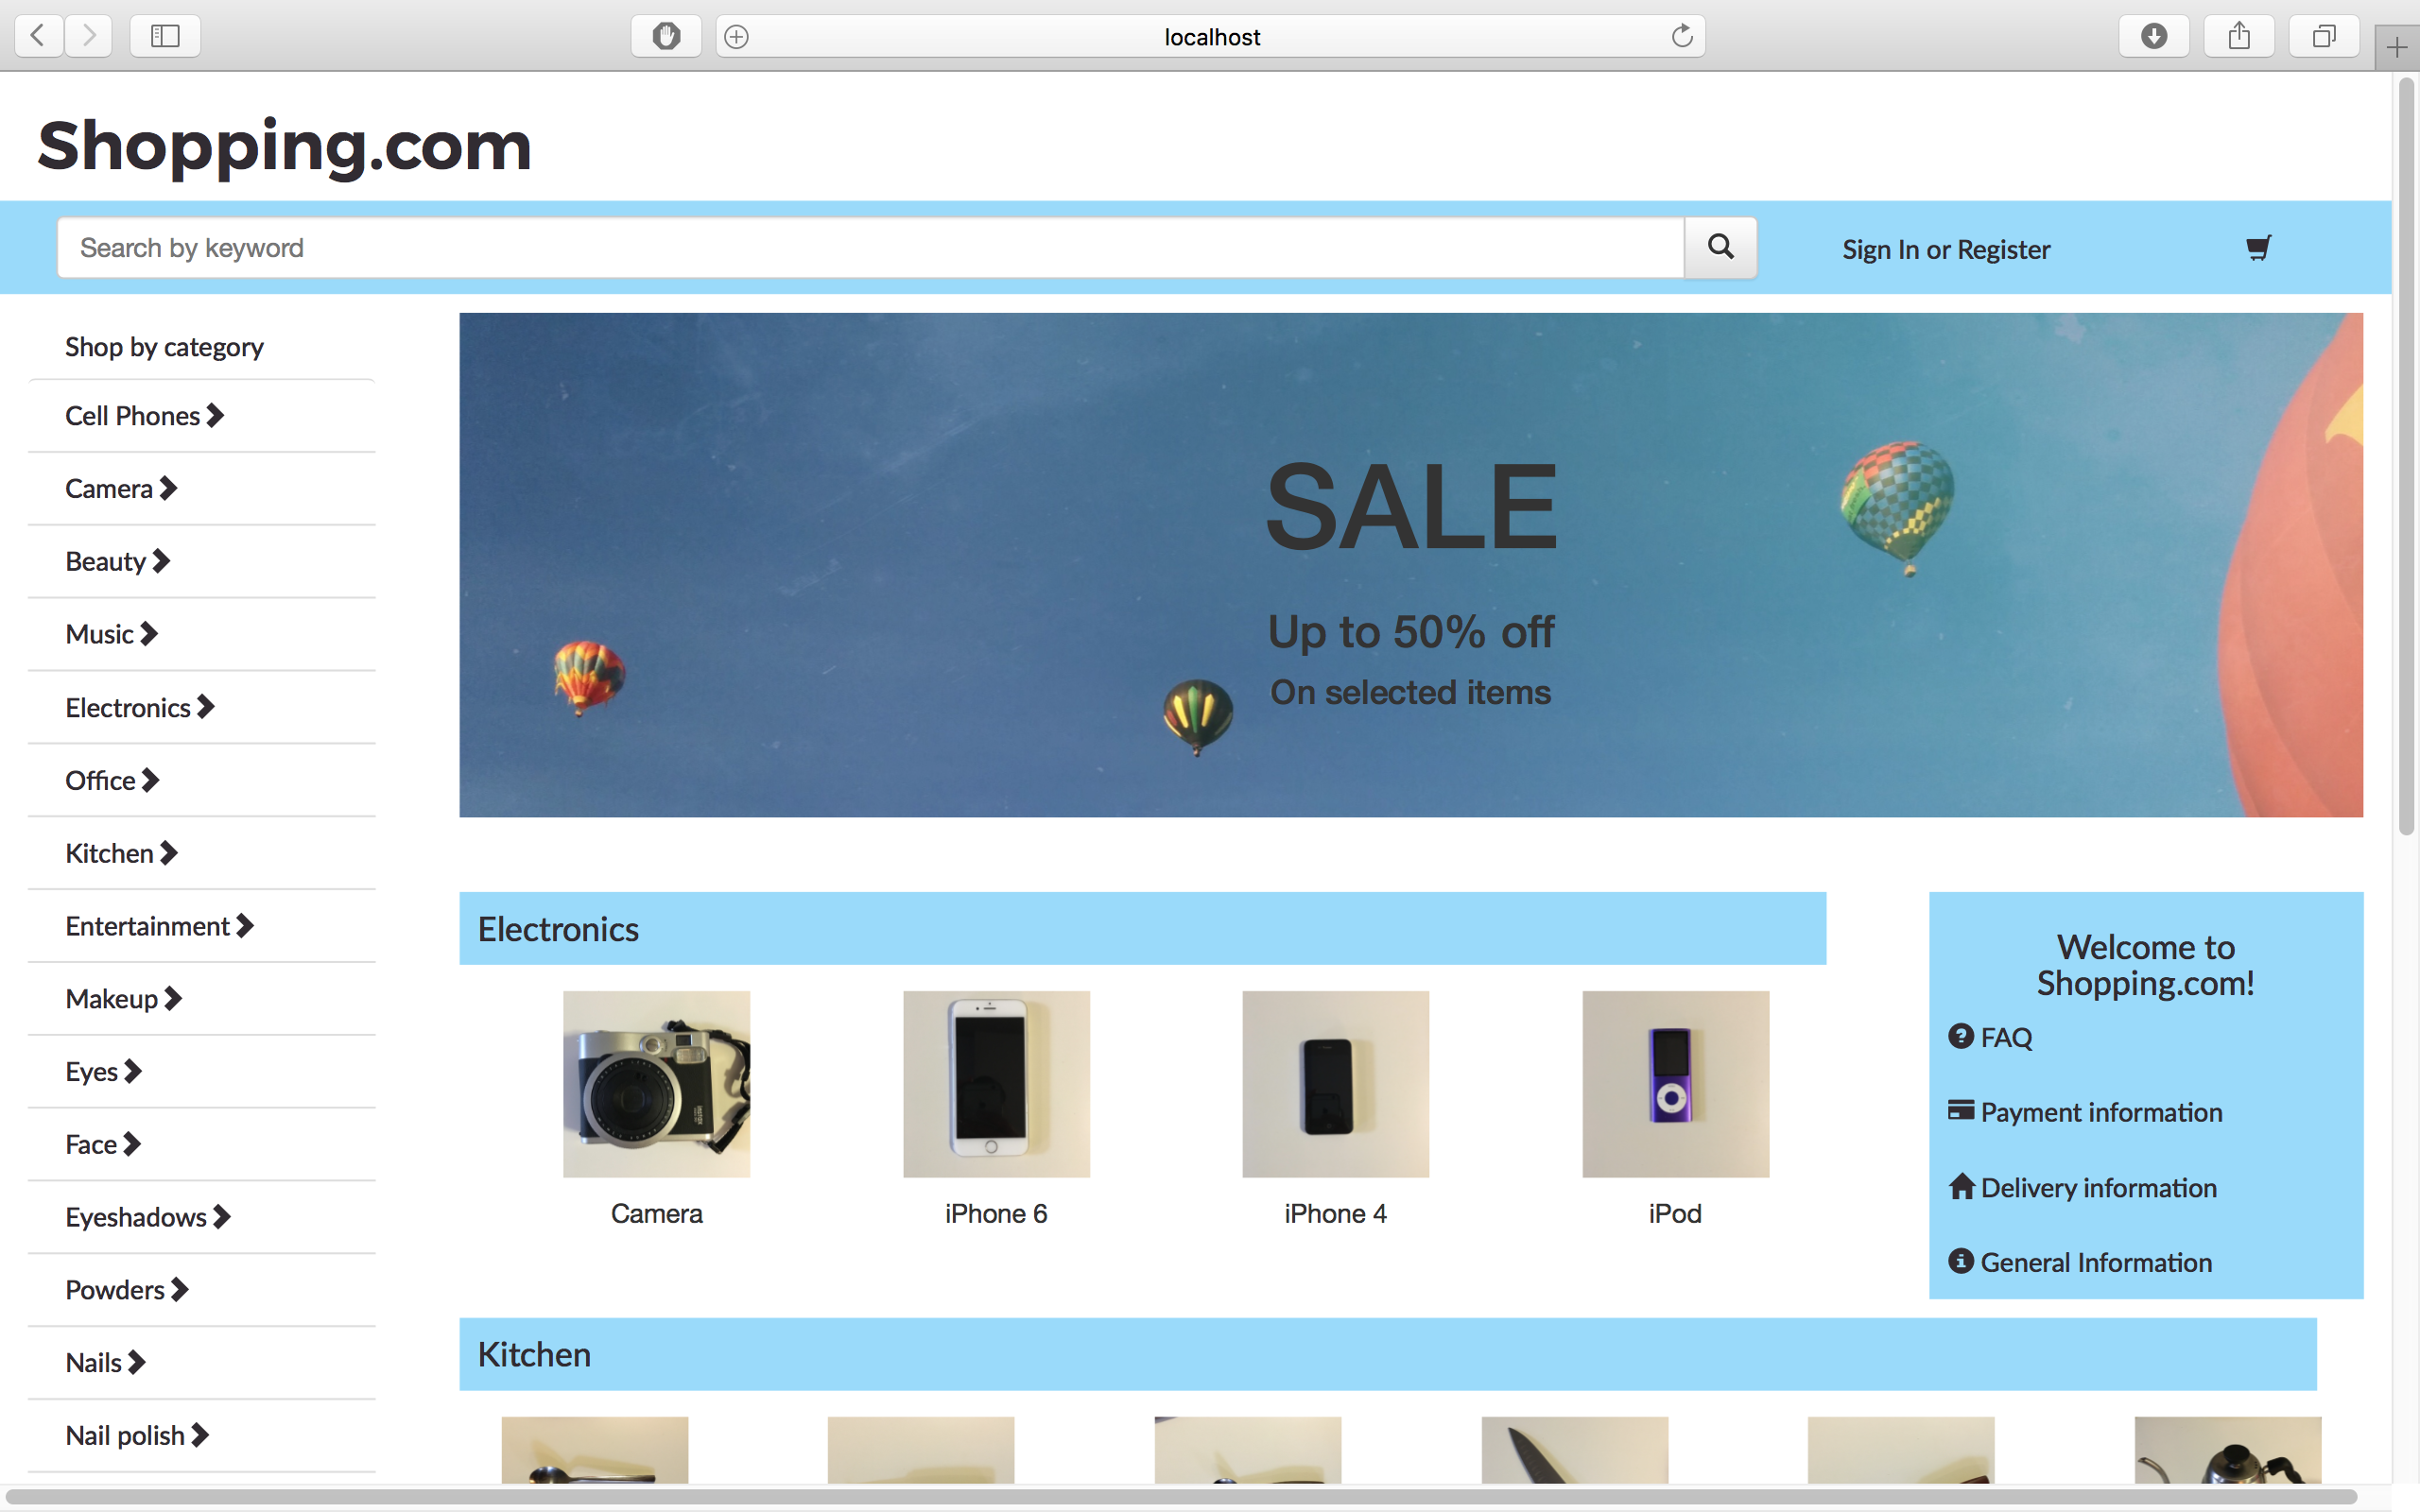 localhost
Shopping.com
Search by keyword
Sign In or Register
Shop by category
Cell Phones
Camera
Beauty
Music
Electronics
Office
Kitchen
Entertainment
Makeup
Eyes
Face
Eyeshadows
Powders
Nails
Nail polish
SALE
Up to 50% off
On selected items
Electronics
Camera
iPhone 6
iPhone 4
iPod
Welcome to
Shopping.com!
FAQ
Payment information
Delivery information
General Information
Kitchen